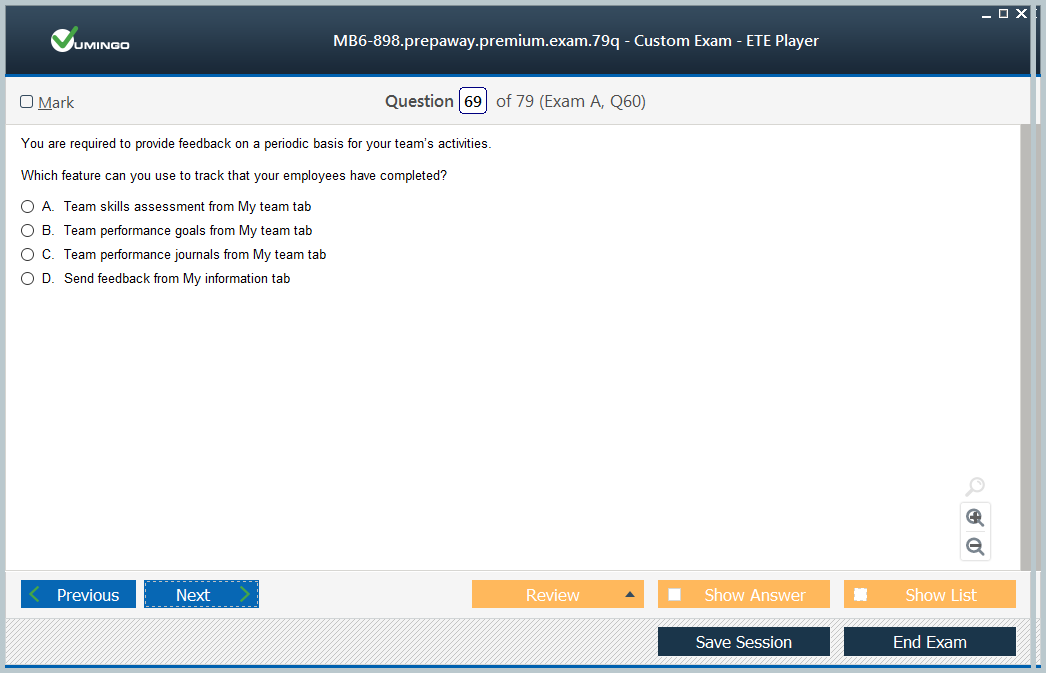 VUMINGO
MB6-898.prepaway.premium.exam.79q - Custom Exam - ETE Player
Mark
Question 69 of 79 (Exam A, Q60)
You are required to provide feedback on a periodic basis for your team's activities.
Which feature can you use to track that your employees have completed?
A. Team skills assessment from My team tab
B. Team performance goals from My team tab
C. Team performance journals from My team tab
D. Send feedback from My information tab
Previous
Next
Review
Show Answer
Show List
Save Session
End Exam